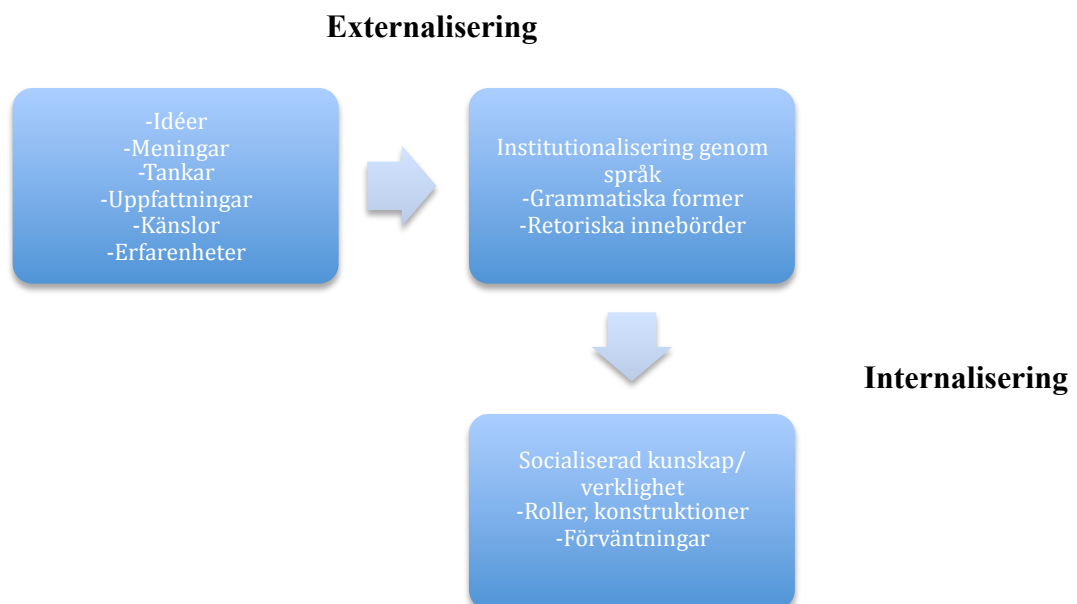 Externalisering
-Idéer
-Meningar
-Tankar
-Uppfattningar
-Känslor
-Erfarenheter
Institutionalisering genom
språk
-Grammatiska former
-Retoriska innebörder
Internalisering
Socialiserad kunskap/
verklighet
-Roller, konstruktioner
-Förväntningar